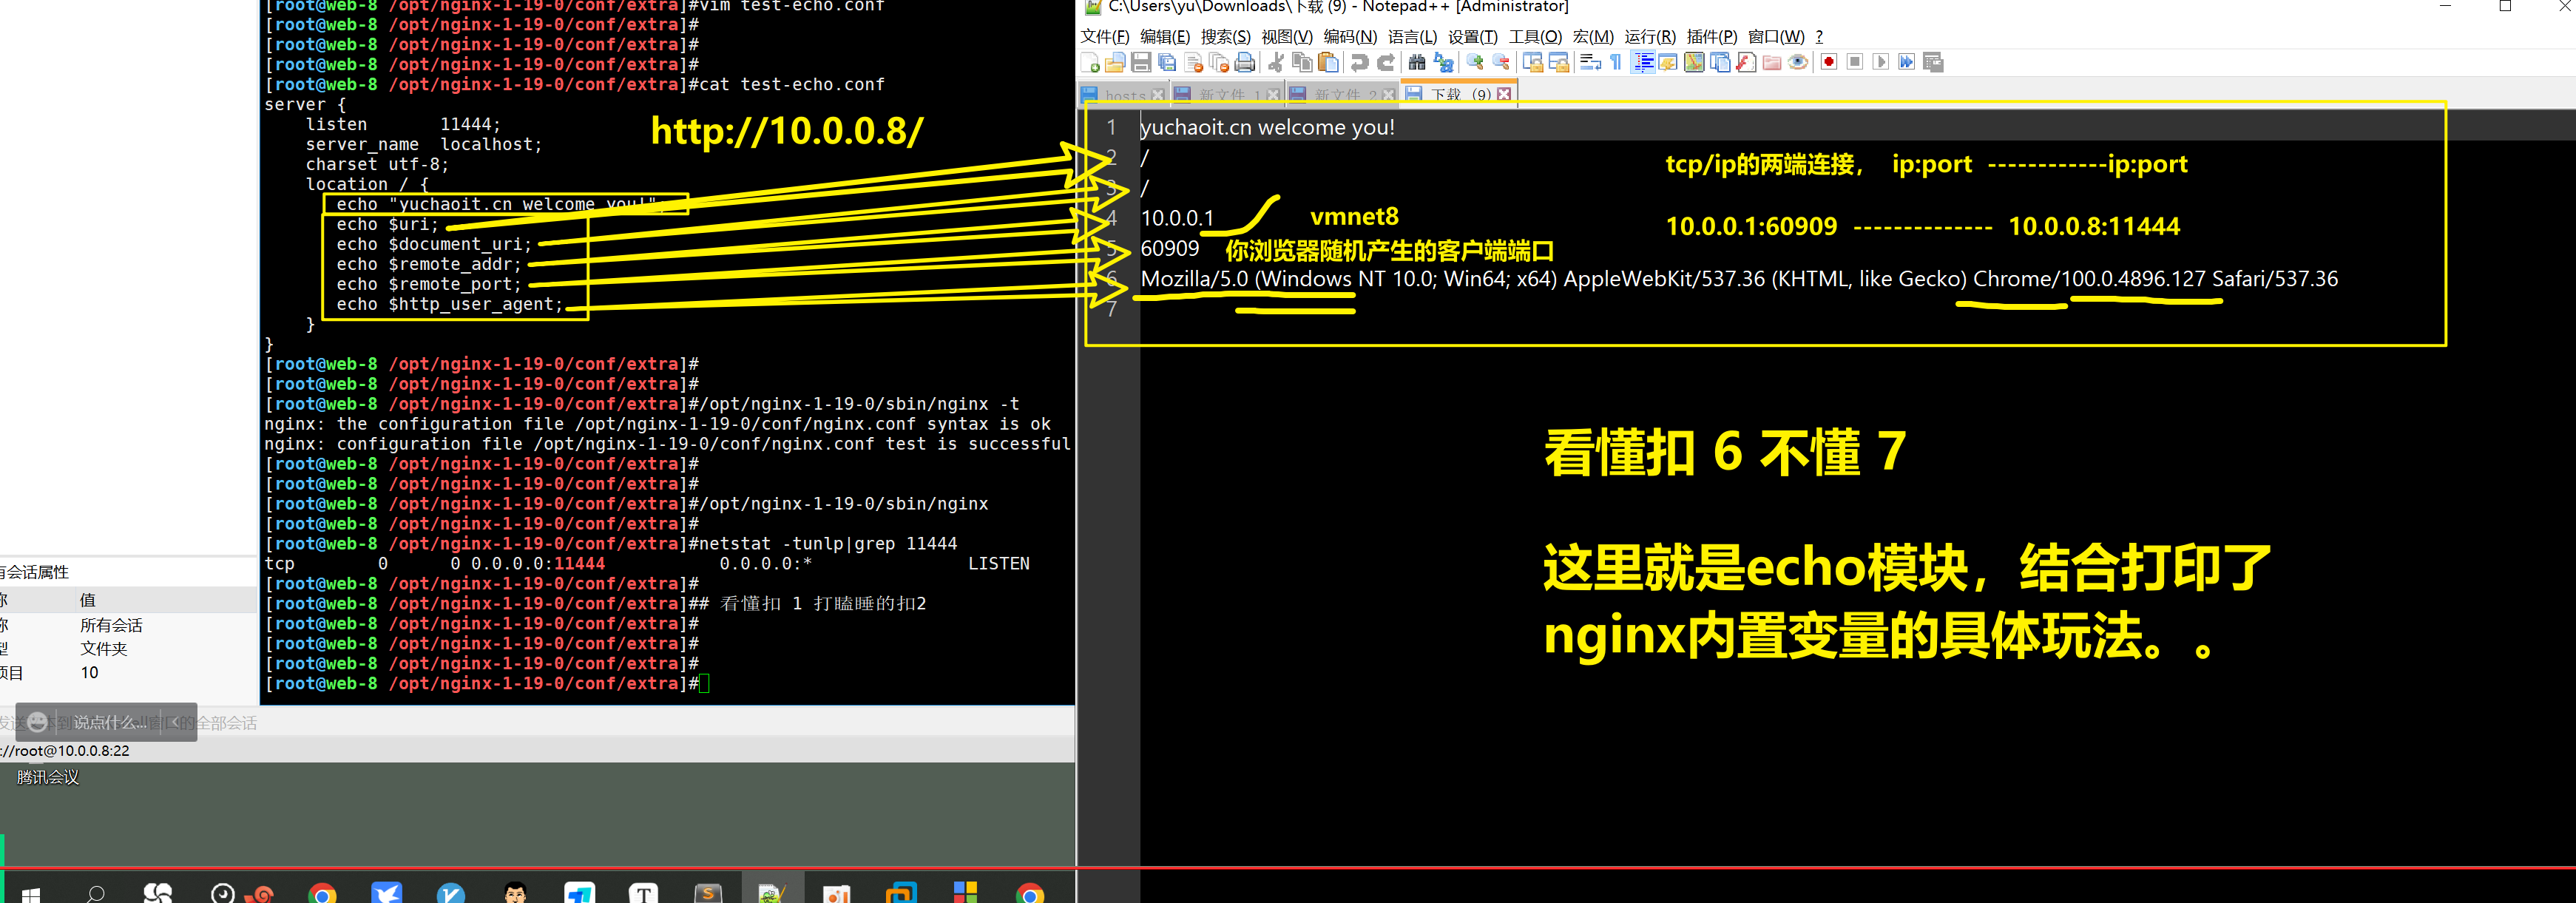 [root@web-8 /opt/nginx-1-19-0/conf/extra]#vim test-echo.conf
[root@web-8 /opt/nginx-1-19-0/conf/extra]#
[root@web-8 /opt/nginx-1-19-0/conf/extra]#
[root@web-8 /opt/nginx-1-19-0/conf/extra]#
[root@web-8 /opt/nginx-1-19-0/conf/extra]#cat test-echo.conf
server {
    listen       11444;
    server_name  localhost;
    charset utf-8;
    location / {
       echo "yuchaoit.cn welcome you!";
       echo $uri;
       echo $document_uri;
       echo $remote_addr;
       echo $remote_port;
       echo $http_user_agent;
    }
}
[root@web-8 /opt/nginx-1-19-0/conf/extra]#
[root@web-8 /opt/nginx-1-19-0/conf/extra]#
[root@web-8 /opt/nginx-1-19-0/conf/extra]#/opt/nginx-1-19-0/sbin/nginx -t
nginx: the configuration file /opt/nginx-1-19-0/conf/nginx.conf syntax is ok
nginx: configuration file /opt/nginx-1-19-0/conf/nginx.conf test is successful
[root@web-8 /opt/nginx-1-19-0/conf/extra]#
[root@web-8 /opt/nginx-1-19-0/conf/extra]#
[root@web-8 /opt/nginx-1-19-0/conf/extra]#/opt/nginx-1-19-0/sbin/nginx
[root@web-8 /opt/nginx-1-19-0/conf/extra]#
[root@web-8 /opt/nginx-1-19-0/conf/extra]#netstat -tunlp|grep 11444
tcp        0      0 0.0.0.0:11444           0.0.0.0:*               LISTEN
[root@web-8 /opt/nginx-1-19-0/conf/extra]#
[root@web-8 /opt/nginx-1-19-0/conf/extra]## 看懂扣 1 打瞌睡的扣2
[root@web-8 /opt/nginx-1-19-0/conf/extra]#
[root@web-8 /opt/nginx-1-19-0/conf/extra]#
[root@web-8 /opt/nginx-1-19-0/conf/extra]#
[root@web-8 /opt/nginx-1-19-0/conf/extra]#
http://10.0.0.8/
有会话属性
称 值
称 所有会话
型 文件夹
项目 10
说点什么...
的全部会话
://root@10.0.0.8:22
腾讯会议
C:\Users\yu\Downloads\下载 (9) - Notepad++ [Administrator]
文件(F) 编辑(E) 搜索(S) 视图(V) 编码(N) 语言(L) 设置(T) 工具(O) 宏(M) 运行(R) 插件(P) 窗口(W) ?
hosts 新文件 1 新文件 2 下载 (9)
1 yuchaoit.cn welcome you!
2 /
3 /
4 10.0.0.1
5 60909
6 Mozilla/5.0 (Windows NT 10.0; Win64; x64) AppleWebKit/537.36 (KHTML, like Gecko) Chrome/100.0.4896.127 Safari/537.36
7
tcp/ip的两端连接， ip:port ------------ip:port
vmnet8
10.0.0.1:60909 -------------- 10.0.0.8:11444
你浏览器随机产生的客户端端口
看懂扣 6 不懂 7
这里就是echo模块，结合打印了
nginx内置变量的具体玩法。。